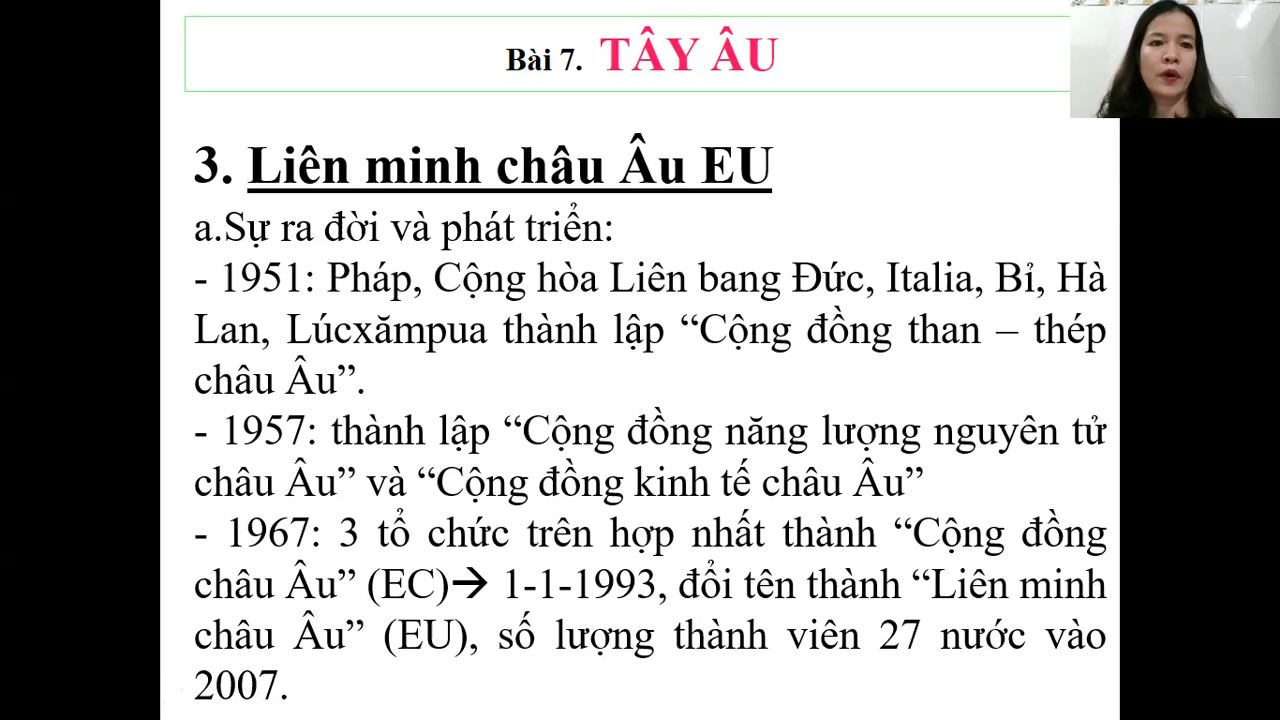 Bài 7. TÂY ÂU
3. Liên minh châu Âu EU
a.Sự ra đời và phát triển:
- 1951: Pháp, Cộng hòa Liên bang Đức, Italia, Bỉ, Hà
Lan, Lúcxămpua thành lập “Cộng đồng than – thép
châu Âu”.
- 1957: thành lập “Cộng đồng năng lượng nguyên tử
châu Âu” và “Cộng đồng kinh tế châu Âu”
- 1967: 3 tổ chức trên hợp nhất thành “Cộng đồng
châu Âu” (EC)→ 1-1-1993, đổi tên thành “Liên minh
châu Âu” (EU), số lượng thành viên 27 nước vào
2007.